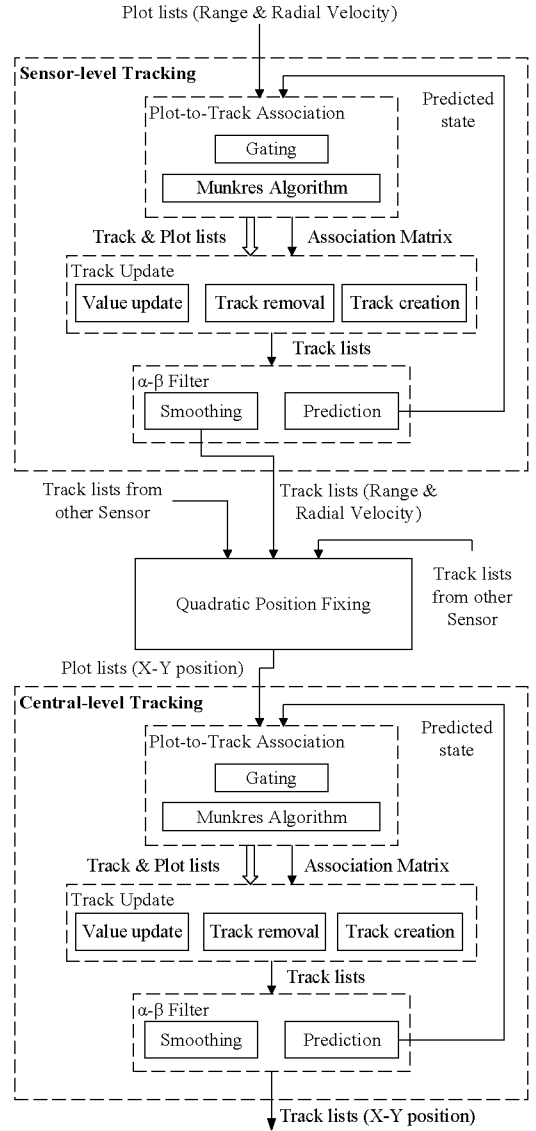 Plot lists (Range & Radial Velocity)
Sensor-level Tracking
Predicted
state
Plot-to-Track Association
Gating
Munkres Algorithm
Track & Plot lists
Association Matrix
Track Update
Value update
Track removal
Track creation
Track lists
α-β Filter
Smoothing
Prediction
Track lists from
other Sensor
Track lists (Range &
Radial Velocity)
Track lists
from other
Sensor
Quadratic Position Fixing
Plot lists (X-Y position)
Central-level Tracking
Predicted
state
Plot-to-Track Association
Gating
Munkres Algorithm
Track & Plot lists
Association Matrix
Track Update
Value update
Track removal
Track creation
Track lists
α-β Filter
Smoothing
Prediction
Track lists (X-Y position)